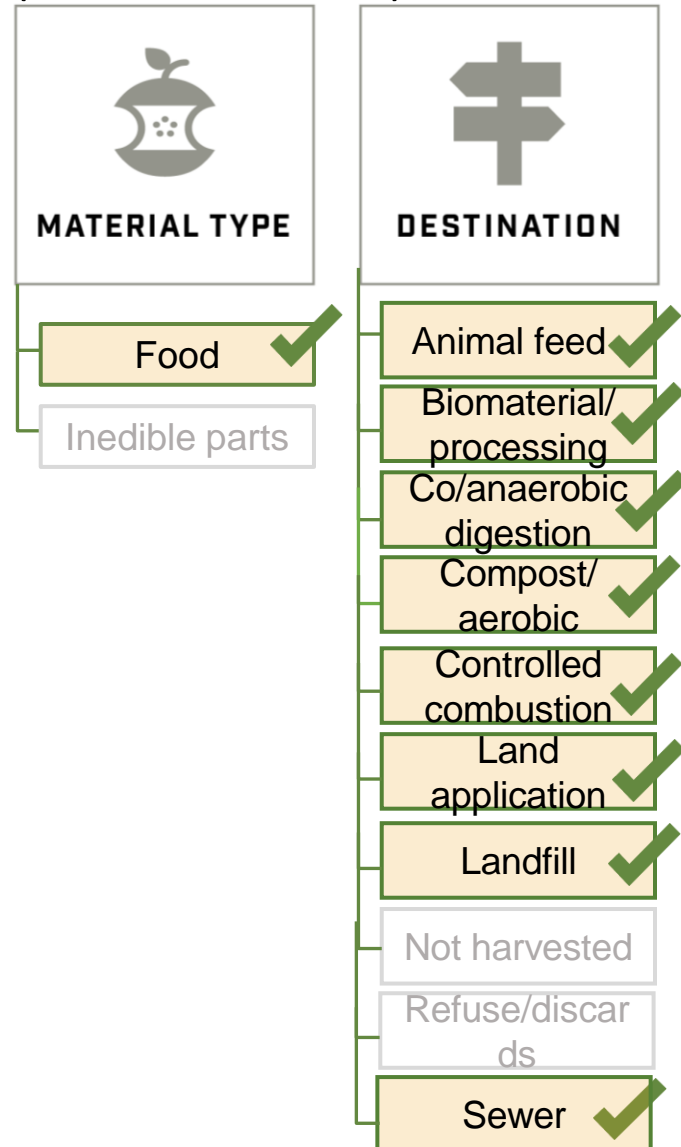 MATERIAL TYPE
Food
Inedible parts
DESTINATION
Animal feed
Biomaterial/
processing
Co/anaerobic
digestion
Compost/
aerobic
Controlled
combustion
Land
application
Landfill
Not harvested
Refuse/discar
ds
Sewer